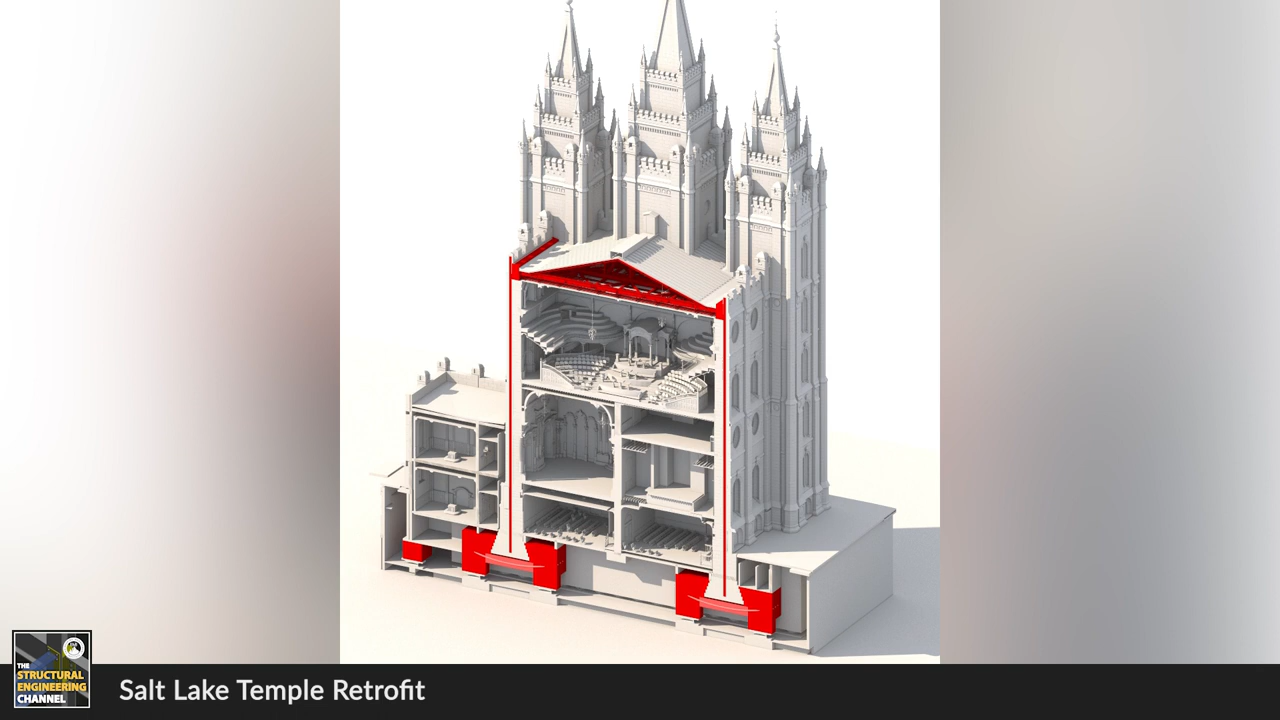 THE
STRUCTURAL
ENGINEERING
CHANNEL
Salt Lake Temple Retrofit